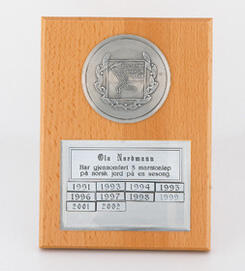 Ola Nordmann
Har gjennomført 5 maratonløp
på norsk jord på en sesong
1991 1993 1994 1995
1996 1997 1998 1999
2001 2002